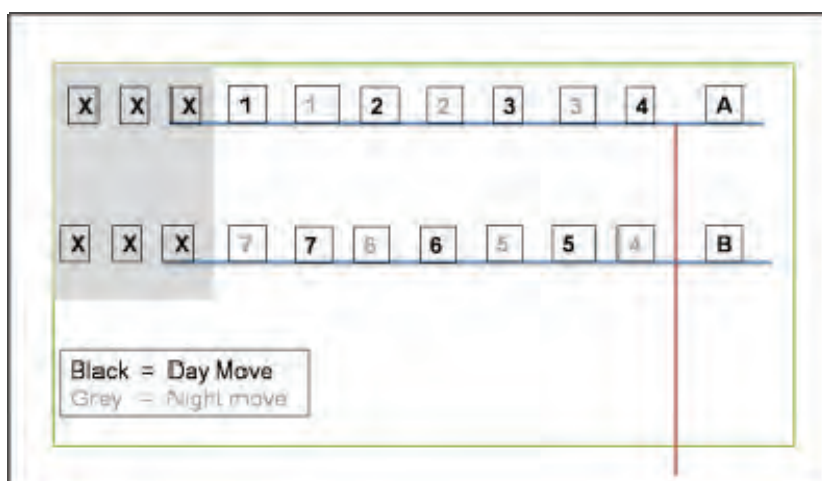 X X X 1 1 2 2 3 3 4 A
X X X 7 7 6 6 5 5 4 B
Black = Day Move
Grey = Night move